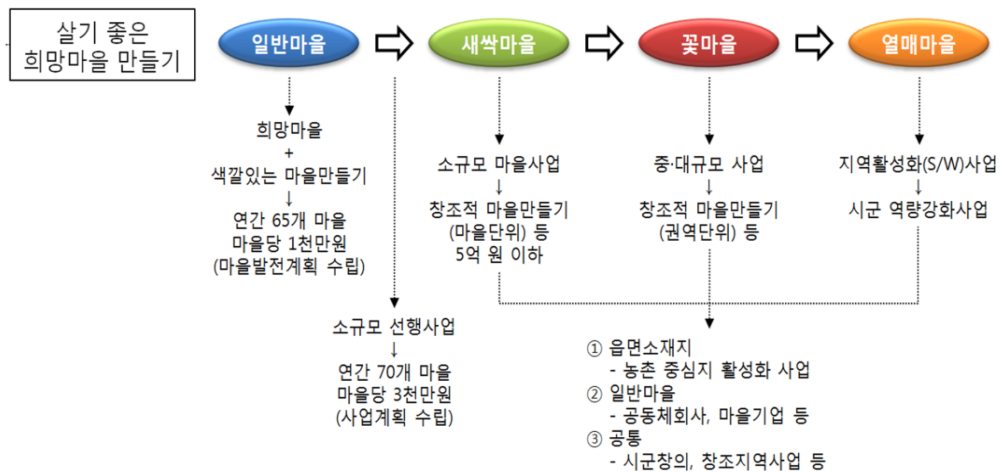 살기 좋은
희망마을 만들기
일반마을
새싹마을
꽃마을
열매마을
희망마을
+
색깔있는 마을만들기
↓
연간 65개 마을
마을당 1천만원
(마을발전계획 수립)
소규모 선행사업
↓
연간 70개 마을
마을당 3천만원
(사업계획 수립)
소규모 마을사업
↓
창조적 마을만들기
(마을단위) 등
5억 원 이하
중·대규모 사업
↓
창조적 마을만들기
(권역단위) 등
지역활성화(S/W)사업
↓
시군 역량강화사업
① 읍면소재지
- 농촌 중심지 활성화 사업
② 일반마을
- 공동체회사, 마을기업 등
③ 공통
- 시군창의, 창조지역사업 등